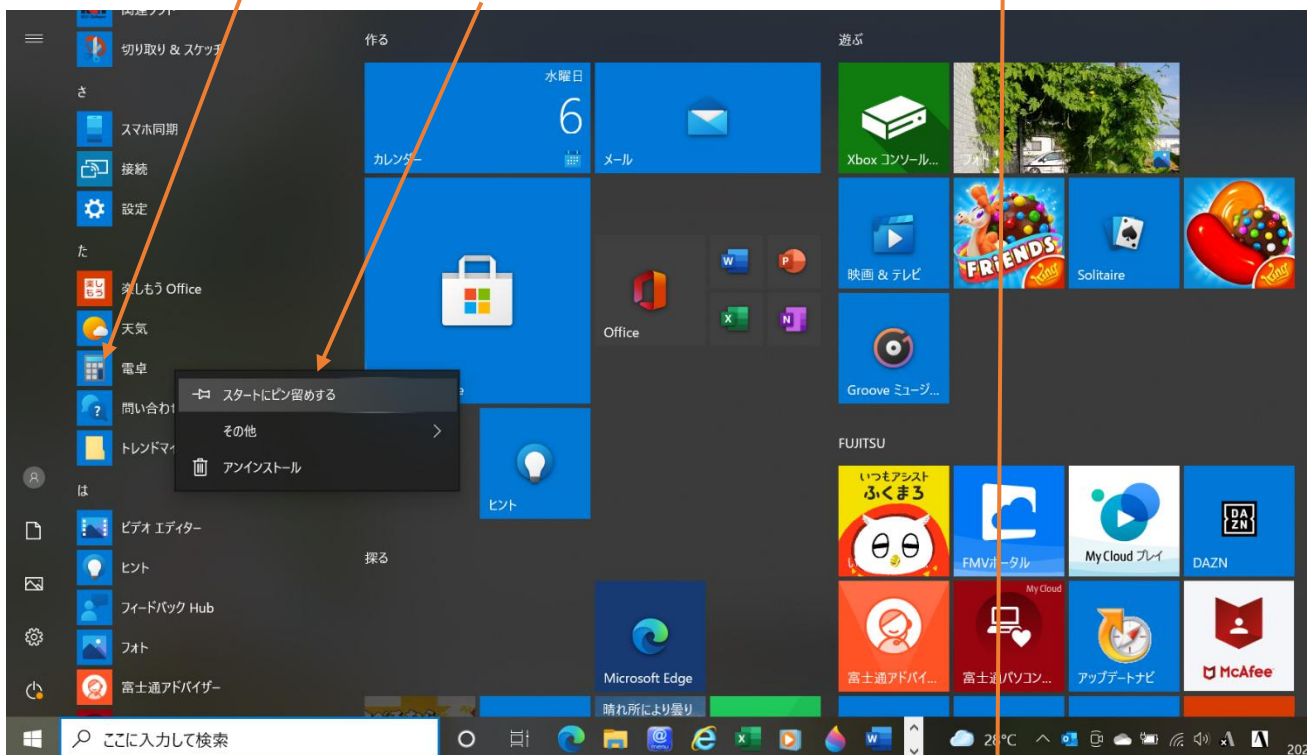 切り取り & スケッチ
さ
スマホ同期
接続
設定
た
楽しもう Office
天気
電卓
問い合わせ
トレンドマイ
は
ビデオ エディター
ヒント
フィードバック Hub
フォト
富士通アドバイザー
スタートにピン留めする
その他
アンインストール
作る
水曜日
6
カレンダー
メール
Office
ヒント
探る
Microsoft Edge
晴れ所により曇り
遊ぶ
Xbox コンソール...
フォト
映画 & テレビ
FRIENDS
King
Solitaire
King
Groove ミュージ...
FUJITSU
いつもアシスト
ふくまろ
FMVポータル
My Cloud プレイ
DA
ZN
DAZN
富士通アドバイ...
My Cloud
富士通パソコン...
アップデートナビ
McAfee
ここに入力して検索
28°C
A